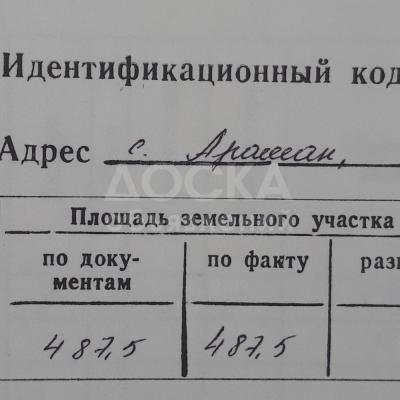 Идентификационный код
Адрес с. Арашан,
ДОСКА
Площадь земельного участка
по доку- по факту раз
ментам
487,5 487,5